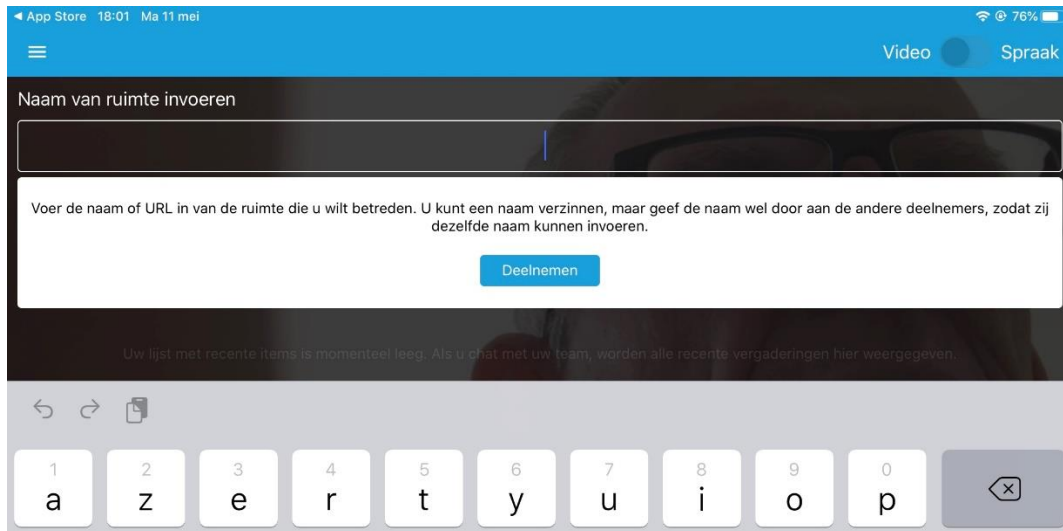 ◀ App Store 18:01 Ma 11 mei 76%
Video Spraak
Naam van ruimte invoeren
Voer de naam of URL in van de ruimte die u wilt betreden. U kunt een naam verzinnen, maar geef de naam wel door aan de andere deelnemers, zodat zij
dezelfde naam kunnen invoeren.
Deelnemen
Uw lijst met recente items is momenteel leeg. Als u chat met uw team, worden alle recente vergaderingen hier weergegeven.
1 2 3 4 5 6 7 8 9 0
a z e r t y u i o p